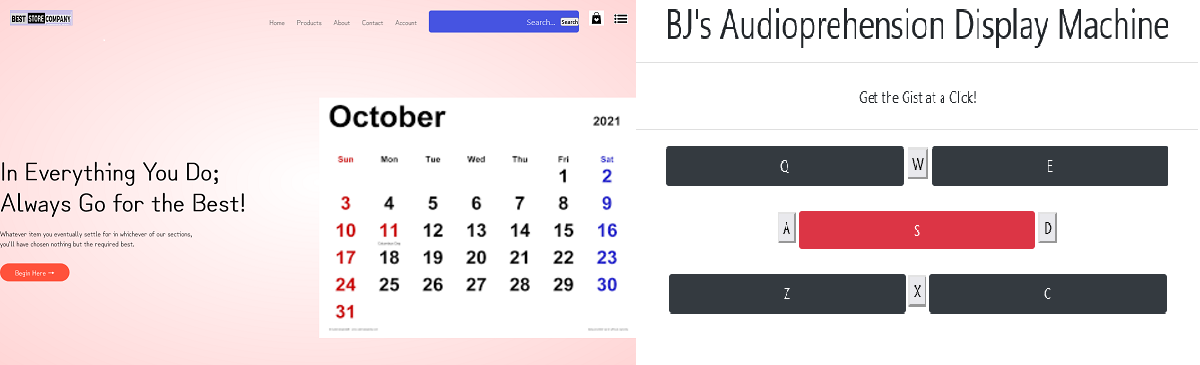 BEST STORE COMPANY
Home Products About Contact Account Search... Search
October 2021
Sun Mon Tue Wed Thu Fri Sat
1 2
3 4 5 6 7 8 9
10 11 12 13 14 15 16
Columbus Day
17 18 19 20 21 22 23
24 25 26 27 28 29 30
31
In Everything You Do;
Always Go for the Best!
Whatever item you eventually settle for in whichever of our sections,
you'll have chosen nothing but the required best.
Begin Here →
BJ's Audioprehension Display Machine
Get the Gist at a Clck!
Q W E
A S D
Z X C